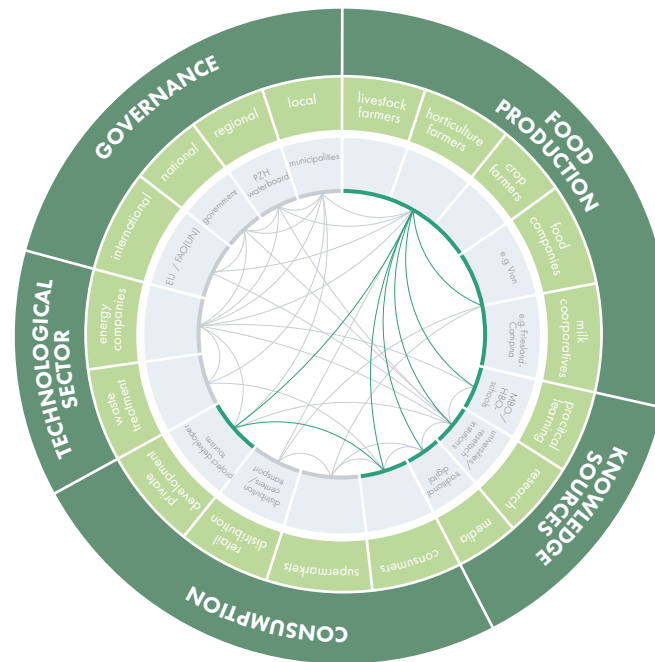 GOVERNANCE
FOOD
PRODUCTION
KNOWLEDGE
SOURCES
CONSUMPTION
TECHNOLOGICAL
SECTOR
international
national
regional
local
livestock
farmers
horticulture
farmers
crop
farmers
food
companies
milk
coorporatives
practical
learning
research
media
consumers
supermarkets
retail
distribution
private
development
waste
treatment
energy
companies
EU / FAO(UN)
government
PZH
waterboard
municipalities
e.g. Vion
e.g. Friesland,
Campina
MBO-/
HBO-
schools
universities/
research
insitutions
traditional
digital
distribution
centers/
transport
project developer
tourism